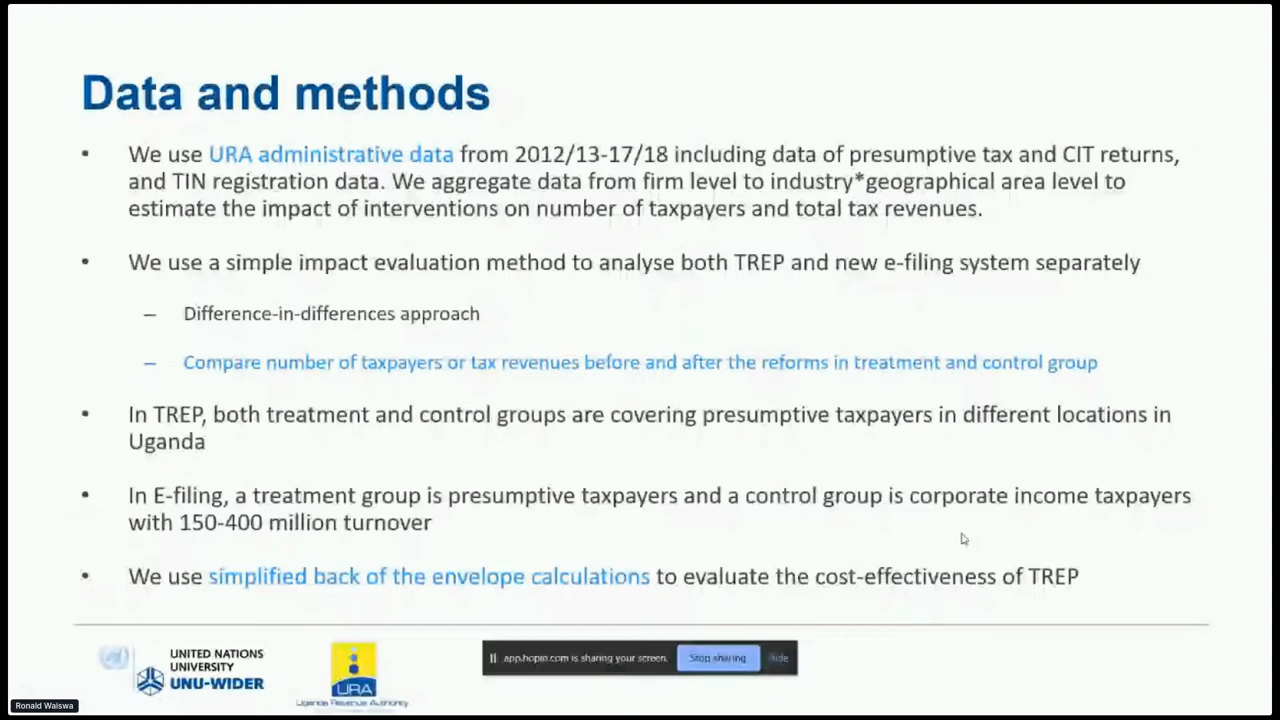 Data and methods
• We use URA administrative data from 2012/13-17/18 including data of presumptive tax and CIT returns,
and TIN registration data. We aggregate data from firm level to industry*geographical area level to
estimate the impact of interventions on number of taxpayers and total tax revenues.
• We use a simple impact evaluation method to analyse both TREP and new e-filing system separately
– Difference-in-differences approach
– Compare number of taxpayers or tax revenues before and after the reforms in treatment and control group
• In TREP, both treatment and control groups are covering presumptive taxpayers in different locations in
Uganda
• In E-filing, a treatment group is presumptive taxpayers and a control group is corporate income taxpayers
with 150-400 million turnover
• We use simplified back of the envelope calculations to evaluate the cost-effectiveness of TREP
UNITED NATIONS
UNIVERSITY
UNU-WIDER
URA
Uganda Revenue Authority
app.hopin.com is sharing your screen.
Stop sharing
Hide
Ronald Waiswa